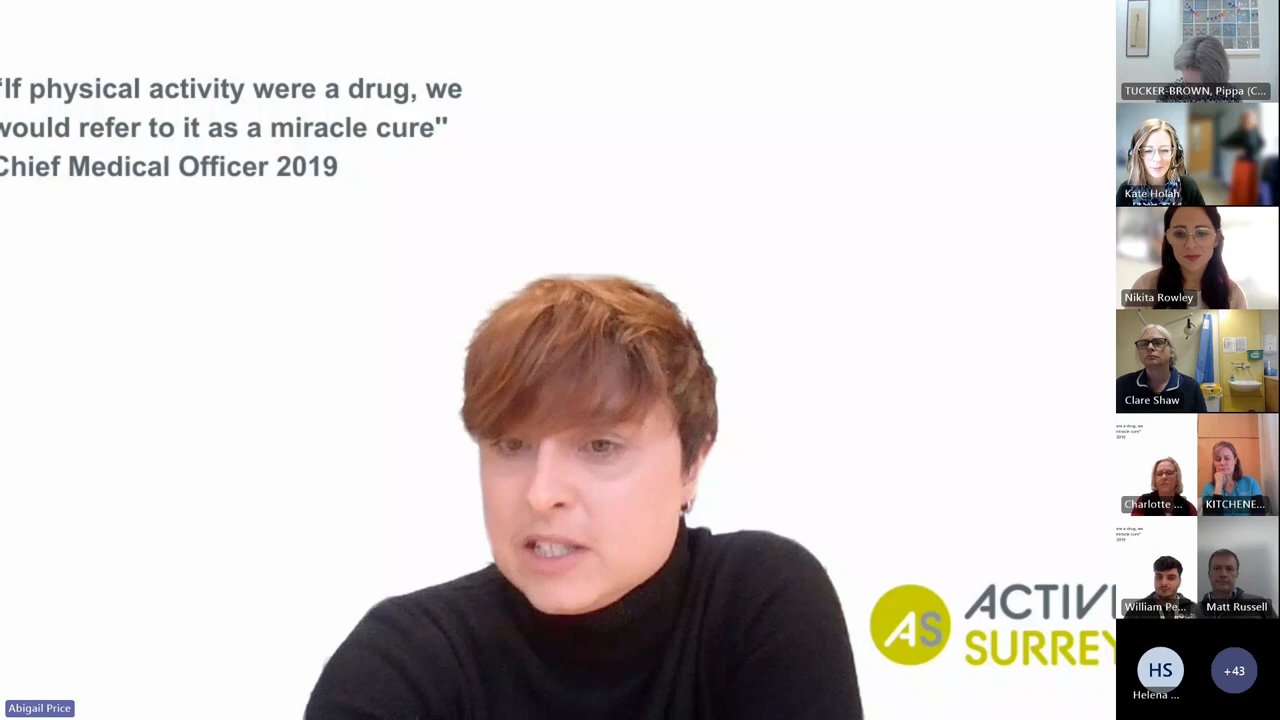 "If physical activity were a drug, we
would refer to it as a miracle cure"
Chief Medical Officer 2019
AS
ACTIVE
SURREY
Abigail Price
TUCKER-BROWN, Pippa (C...
Kate Holah
Nikita Rowley
Clare Shaw
Charlotte ...
KITCHENE...
William Pe...
Matt Russell
HS
Helena ...
+43